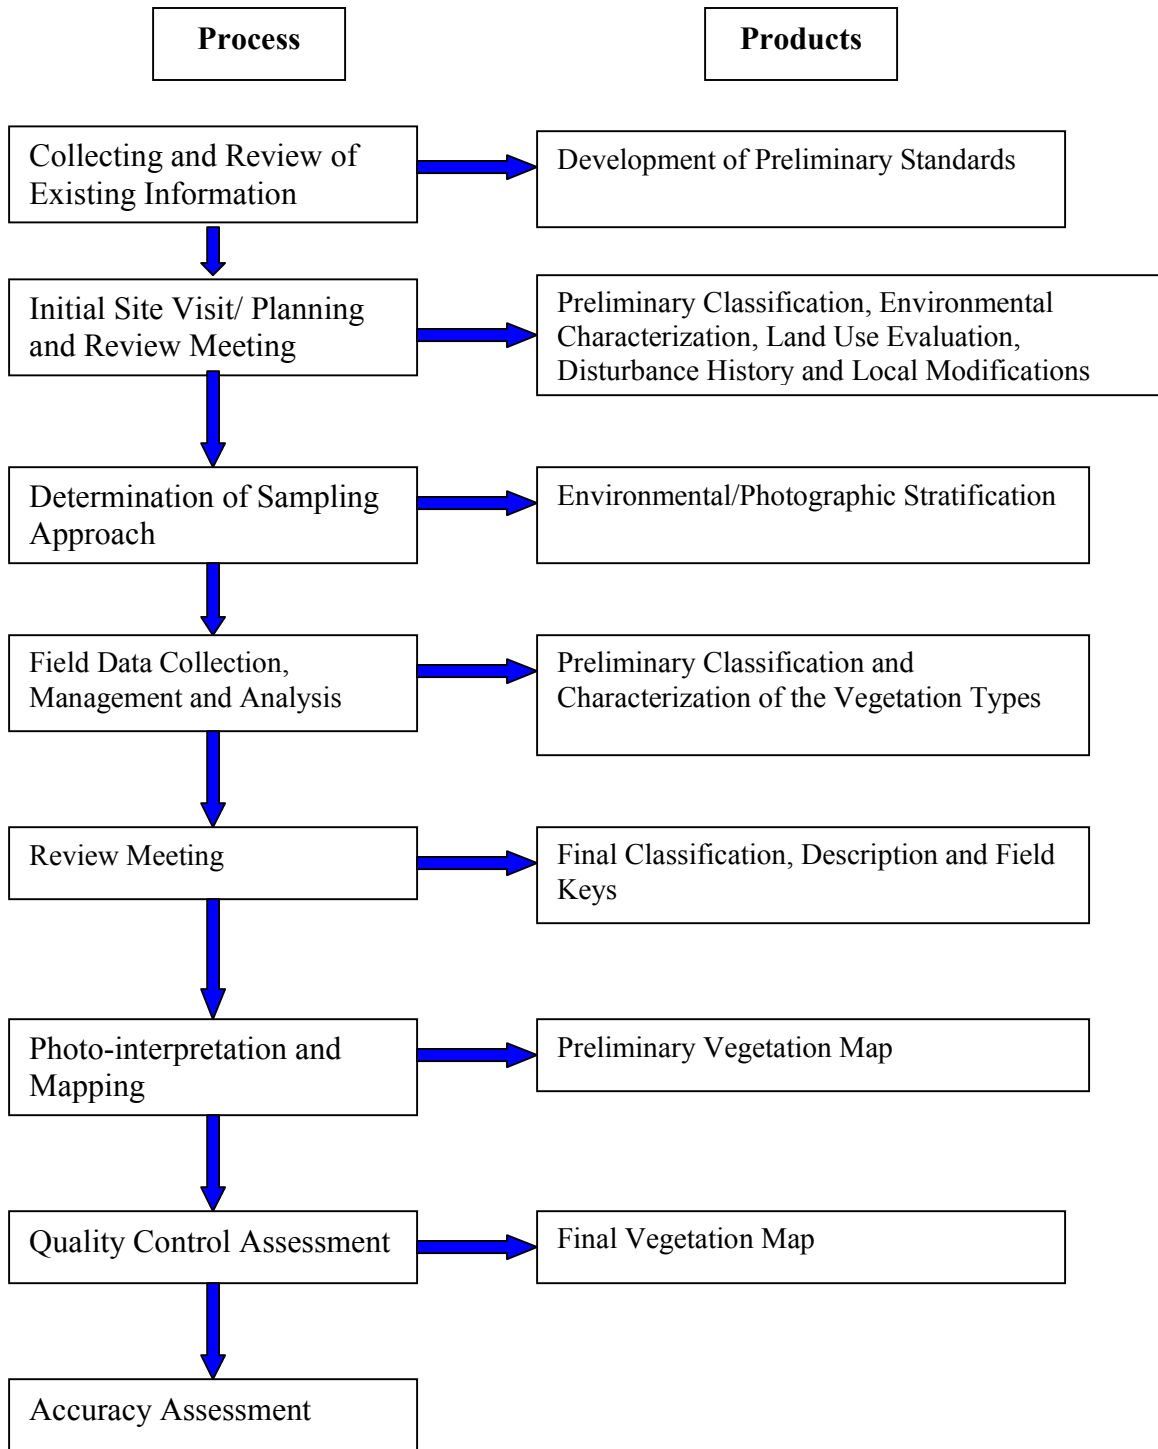 Process
Products
Collecting and Review of
Existing Information
Development of Preliminary Standards
Initial Site Visit/ Planning
and Review Meeting
Preliminary Classification, Environmental
Characterization, Land Use Evaluation,
Disturbance History and Local Modifications
Determination of Sampling
Approach
Environmental/Photographic Stratification
Field Data Collection,
Management and Analysis
Preliminary Classification and
Characterization of the Vegetation Types
Review Meeting
Final Classification, Description and Field
Keys
Photo-interpretation and
Mapping
Preliminary Vegetation Map
Quality Control Assessment
Final Vegetation Map
Accuracy Assessment